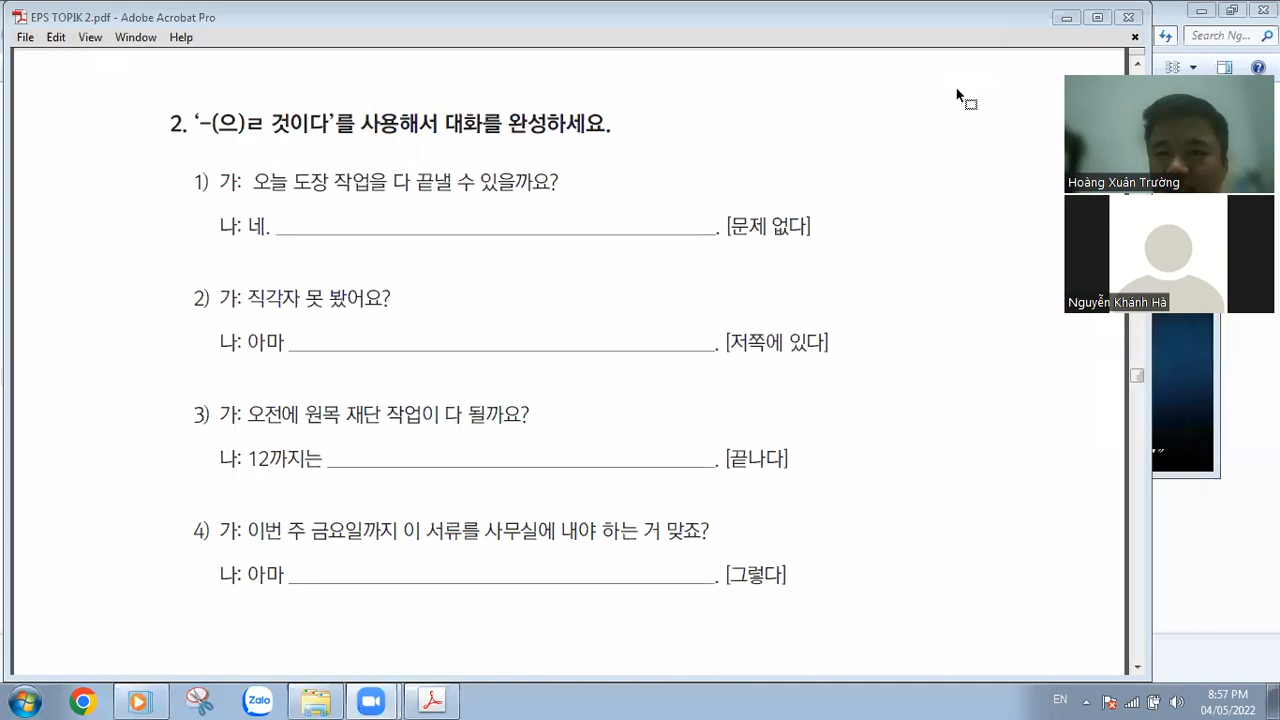 EPS TOPIK 2.pdf - Adobe Acrobat Pro
Search Ng...
File Edit View Window Help
2. ‘-(으)ㄹ 것이다’를 사용해서 대화를 완성하세요.
1) 가: 오늘 도장 작업을 다 끝낼 수 있을까요?
나: 네. ________________. [문제 없다]
2) 가: 직각자 못 봤어요?
나: 아마 ________________. [저쪽에 있다]
3) 가: 오전에 원목 재단 작업이 다 될까요?
나: 12까지는 ________________. [끝나다]
4) 가: 이번 주 금요일까지 이 서류를 사무실에 내야 하는 거 맞죠?
나: 아마 ________________. [그렇다]
Hoàng Xuân Trường
Nguyễn Khánh Hà
Zalo
EN
8:57 PM
04/05/2022